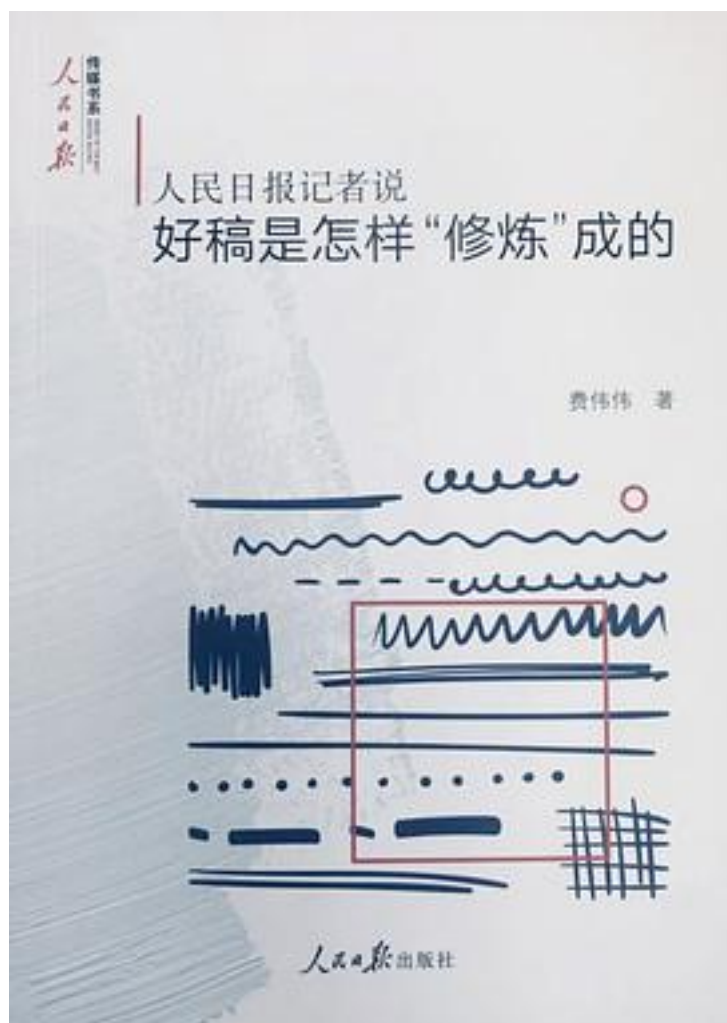 人民日报
传媒书系
人民日报记者说
好稿是怎样“修炼”成的
费伟伟 著
人民日报出版社